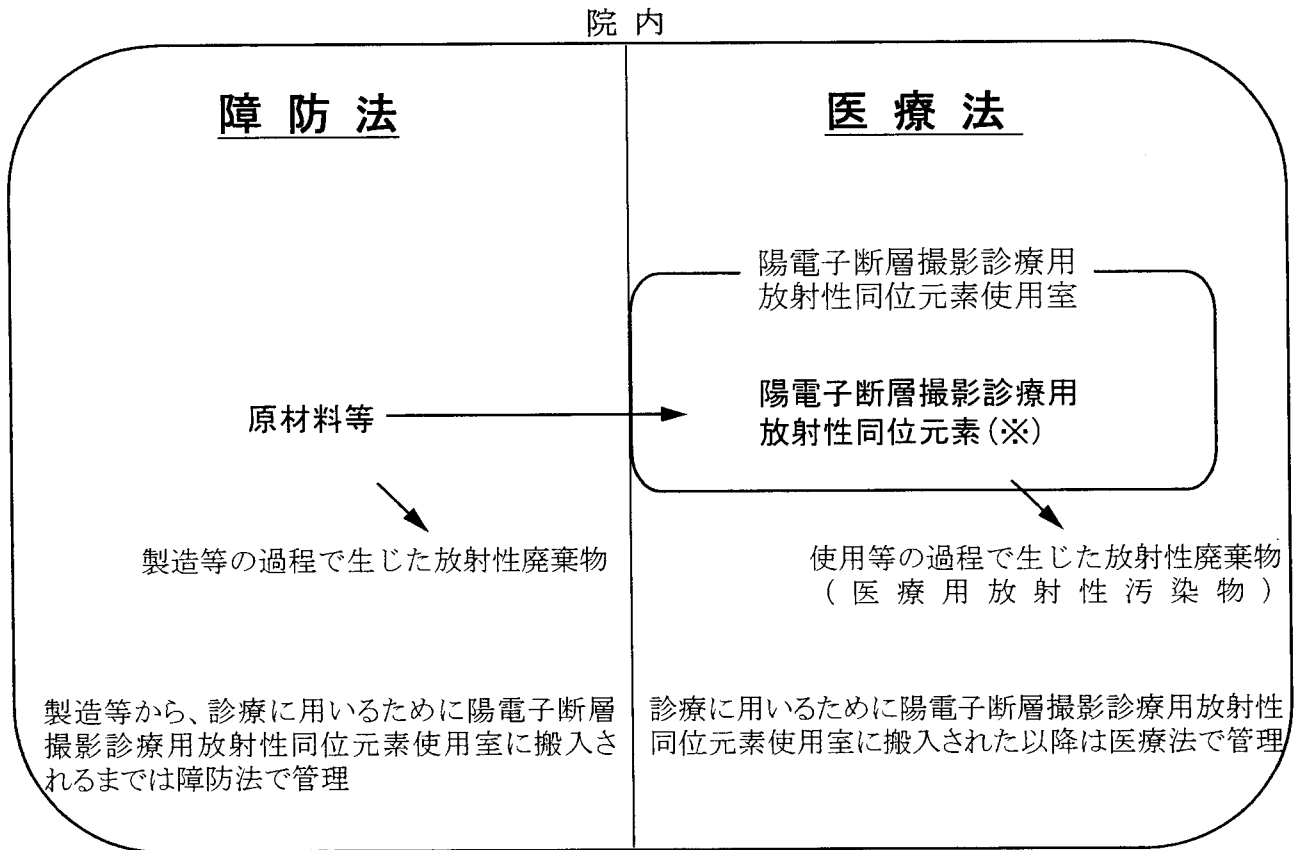 院内
障防法
医療法
陽電子断層撮影診療用
放射性同位元素使用室
原材料等
陽電子断層撮影診療用
放射性同位元素(※)
製造等の過程で生じた放射性廃棄物
使用等の過程で生じた放射性廃棄物
(医療用放射性汚染物)
製造等から、診療に用いるために陽電子断層
撮影診療用放射性同位元素使用室に搬入さ
れるまでは障防法で管理
診療に用いるために陽電子断層撮影診療用放射性
同位元素使用室に搬入された以降は医療法で管理